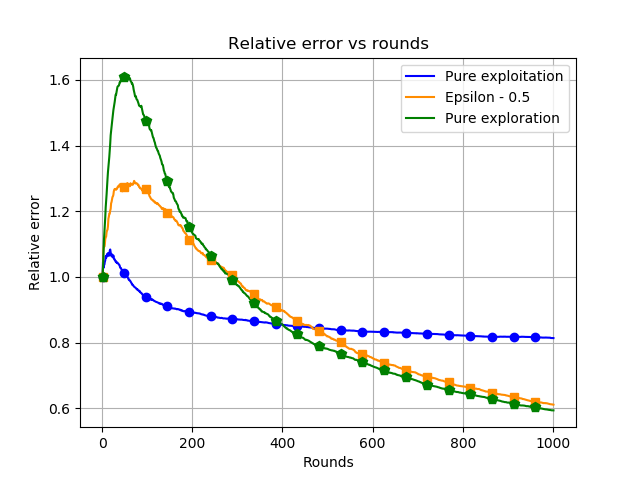 Relative error vs rounds
Pure exploitation
Epsilon - 0.5
Pure exploration
Relative error
1.6
1.4
1.2
1.0
0.8
0.6
0 200 400 600 800 1000
Rounds